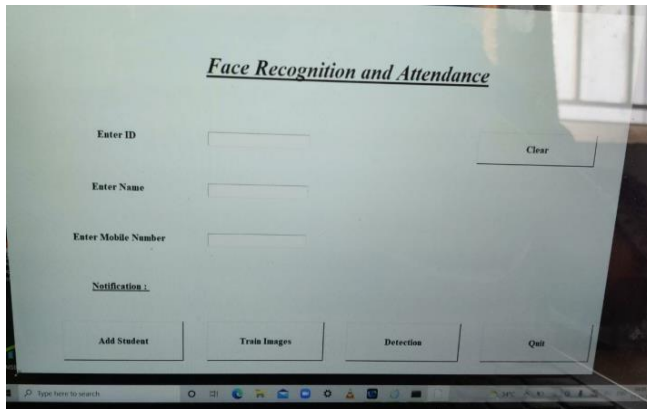 Face Recognition and Attendance
Enter ID
Clear
Enter Name
Enter Mobile Number
Notification :
Add Student
Train Images
Detection
Quit
Type here to search